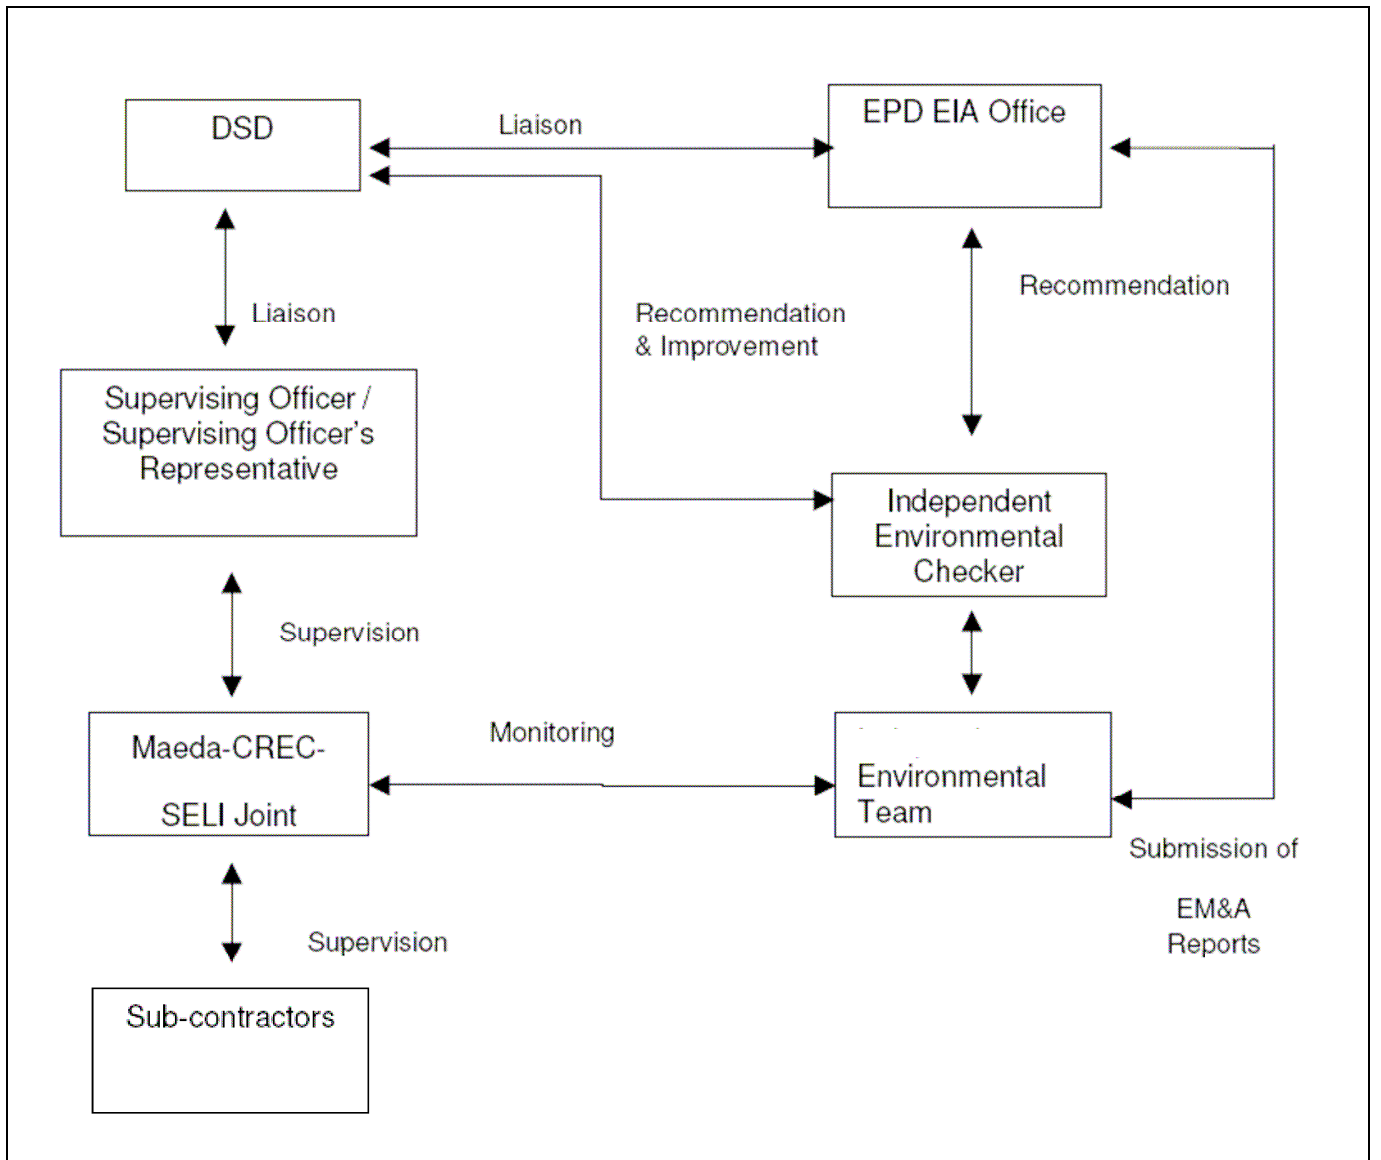 DSD
Liaison
EPD EIA Office
Liaison
Recommendation
& Improvement
Recommendation
Supervising Officer /
Supervising Officer's
Representative
Independent
Environmental
Checker
Supervision
Maeda-CREC-
SELI Joint
Monitoring
Environmental
Team
Submission of
EM&A
Reports
Supervision
Sub-contractors